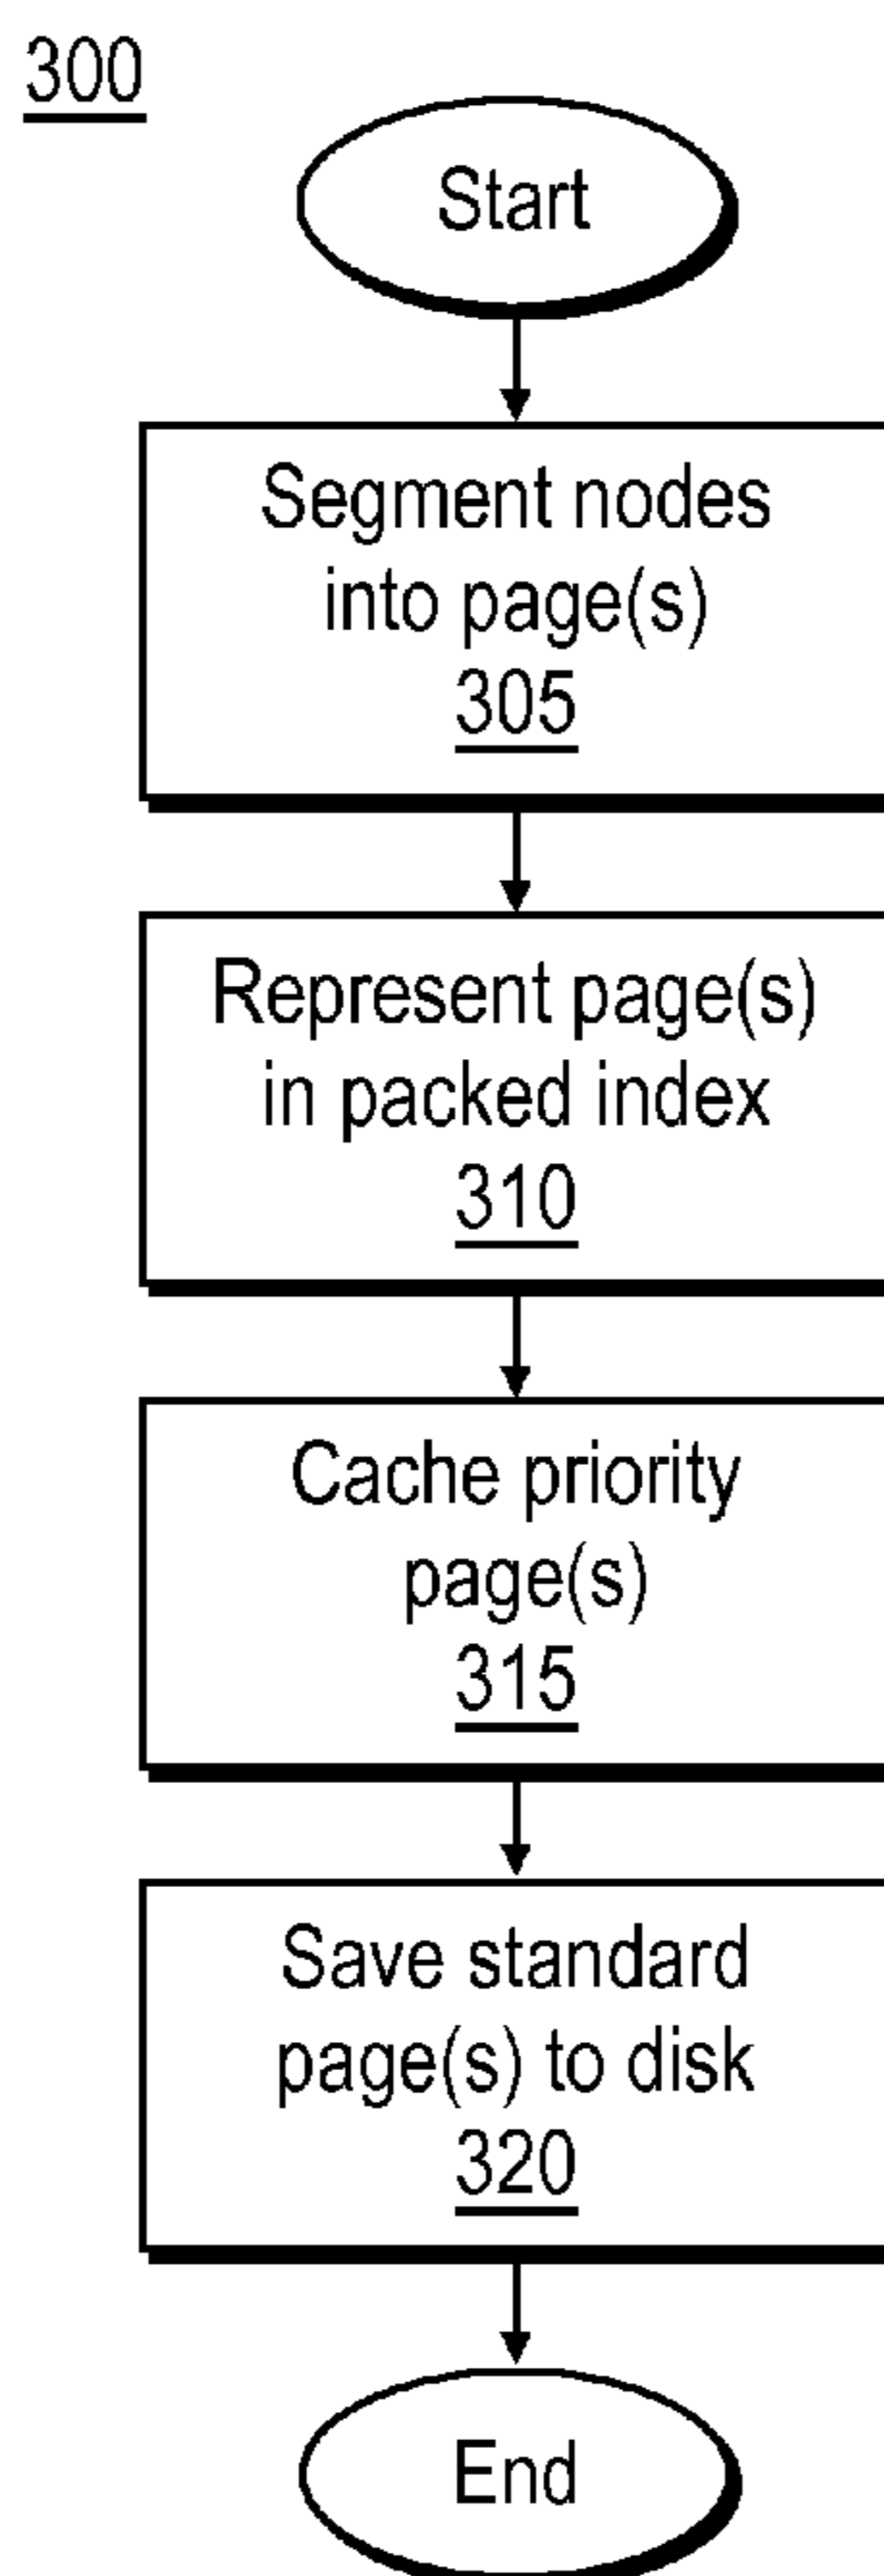 300
Start
Segment nodes
into page(s)
305
Represent page(s)
in packed index
310
Cache priority
page(s)
315
Save standard
page(s) to disk
320
End